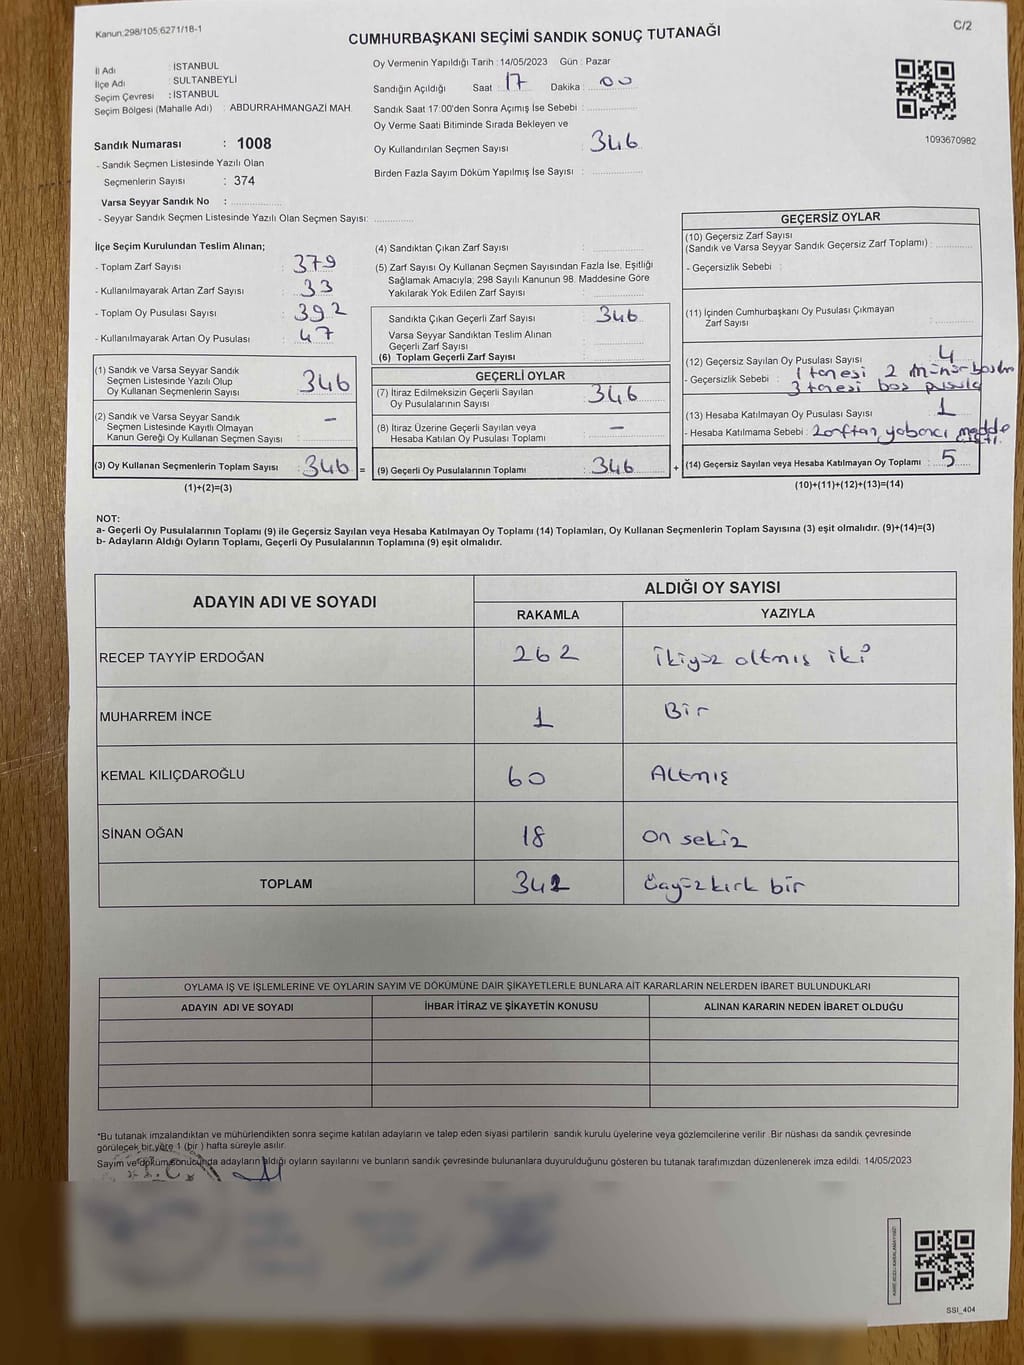 Kanun:298/105;6271/18-1
C/2
CUMHURBAŞKANI SEÇİMİ SANDIK SONUÇ TUTANAĞI
İl Adı : İSTANBUL
İlçe Adı : SULTANBEYLİ
Seçim Çevresi : İSTANBUL
Seçim Bölgesi (Mahalle Adı) : ABDURRAHMANGAZİ MAH.
Sandık Numarası : 1008
- Sandık Seçmen Listesinde Yazılı Olan
Seçmenlerin Sayısı : 374
Varsa Seyyar Sandık No :
- Seyyar Sandık Seçmen Listesinde Yazılı Olan Seçmen Sayısı:
Oy Vermenin Yapıldığı Tarih : 14/05/2023 Gün : Pazar
Sandığın Açıldığı Saat : 17 Dakika : 00
Sandık Saat 17:00'den Sonra Açımış İse Sebebi :
Oy Verme Saati Bitiminde Sırada Bekleyen ve
Oy Kullandırılan Seçmen Sayısı : 346
Birden Fazla Sayım Döküm Yapılmış İse Sayısı :
1093670982
İlçe Seçim Kurulundan Teslim Alınan;
- Toplam Zarf Sayısı : 379
- Kullanılmayarak Artan Zarf Sayısı : 33
- Toplam Oy Pusulası Sayısı : 392
- Kullanılmayarak Artan Oy Pusulası : 47
(1) Sandık ve Varsa Seyyar Sandık
Seçmen Listesinde Yazılı Olup
Oy Kullanan Seçmenlerin Sayısı : 346
(2) Sandık ve Varsa Seyyar Sandık
Seçmen Listesinde Kayıtlı Olmayan
Kanun Gereği Oy Kullanan Seçmen Sayısı : -
(3) Oy Kullanan Seçmenlerin Toplam Sayısı : 346 =
(1)+(2)=(3)
(4) Sandıktan Çıkan Zarf Sayısı :
(5) Zarf Sayısı Oy Kullanan Seçmen Sayısından Fazla İse, Eşitliği
Sağlamak Amacıyla; 298 Sayılı Kanunun 98. Maddesine Göre
Yakılarak Yok Edilen Zarf Sayısı :
Sandıkta Çıkan Geçerli Zarf Sayısı : 346
Varsa Seyyar Sandıktan Teslim Alınan
Geçerli Zarf Sayısı :
(6) Toplam Geçerli Zarf Sayısı :
GEÇERLİ OYLAR
(7) İtiraz Edilmeksizin Geçerli Sayılan
Oy Pusulalarının Sayısı : 346
(8) İtiraz Üzerine Geçerli Sayılan veya
Hesaba Katılan Oy Pusulası Toplamı : -
(9) Geçerli Oy Pusulalarının Toplamı : 346 +
GEÇERSİZ OYLAR
(10) Geçersiz Zarf Sayısı
(Sandık ve Varsa Seyyar Sandık Geçersiz Zarf Toplamı) :
- Geçersizlik Sebebi :
(11) İçinden Cumhurbaşkanı Oy Pusulası Çıkmayan
Zarf Sayısı :
(12) Geçersiz Sayılan Oy Pusulası Sayısı : 4
- Geçersizlik Sebebi : 1 tanesi 2 mühür
3 tanesi boş pusula
(13) Hesaba Katılmayan Oy Pusulası Sayısı : 1
- Hesaba Katılmama Sebebi : Zarftan yabancı madde
(14) Geçersiz Sayılan veya Hesaba Katılmayan Oy Toplamı : 5
(10)+(11)+(12)+(13)=(14)
NOT:
a- Geçerli Oy Pusulalarının Toplamı (9) ile Geçersiz Sayılan veya Hesaba Katılmayan Oy Toplamı (14) Toplamları, Oy Kullanan Seçmenlerin Toplam Sayısına (3) eşit olmalıdır. (9)+(14)=(3)
b- Adayların Aldığı Oyların Toplamı, Geçerli Oy Pusulalarının Toplamına (9) eşit olmalıdır.
ADAYIN ADI VE SOYADI
ALDIĞI OY SAYISI
RAKAMLA YAZIYLA
RECEP TAYYİP ERDOĞAN 262 İkiyüz altmış iki
MUHARREM İNCE 1 Bir
KEMAL KILIÇDAROĞLU 60 Altmış
SİNAN OĞAN 18 On sekiz
TOPLAM 341 Üçyüz kırk bir
OYLAMA İŞ VE İŞLEMLERİNE VE OYLARIN SAYIM VE DÖKÜMÜNE DAİR ŞİKAYETLERLE BUNLARA AİT KARARLARIN NELERDEN İBARET BULUNDUKLARI
ADAYIN ADI VE SOYADI İHBAR İTİRAZ VE ŞİKAYETİN KONUSU ALINAN KARARIN NEDEN İBARET OLDUĞU
*Bu tutanak imzalandıktan ve mühürlendikten sonra seçime katılan adayların ve talep eden siyasi partilerin sandık kurulu üyelerine veya gözlemcilerine verilir. Bir nüshası da sandık çevresinde
görülecek bir yere 1 (bir ) hafta süreyle asılır.
Sayım ve döküm sonucunda adayların aldığı oyların sayılarını ve bunların sandık çevresinde bulunanlara duyurulduğunu gösteren bu tutanak tarafımızdan düzenlenerek imza edildi. 14/05/2023
SSI_404